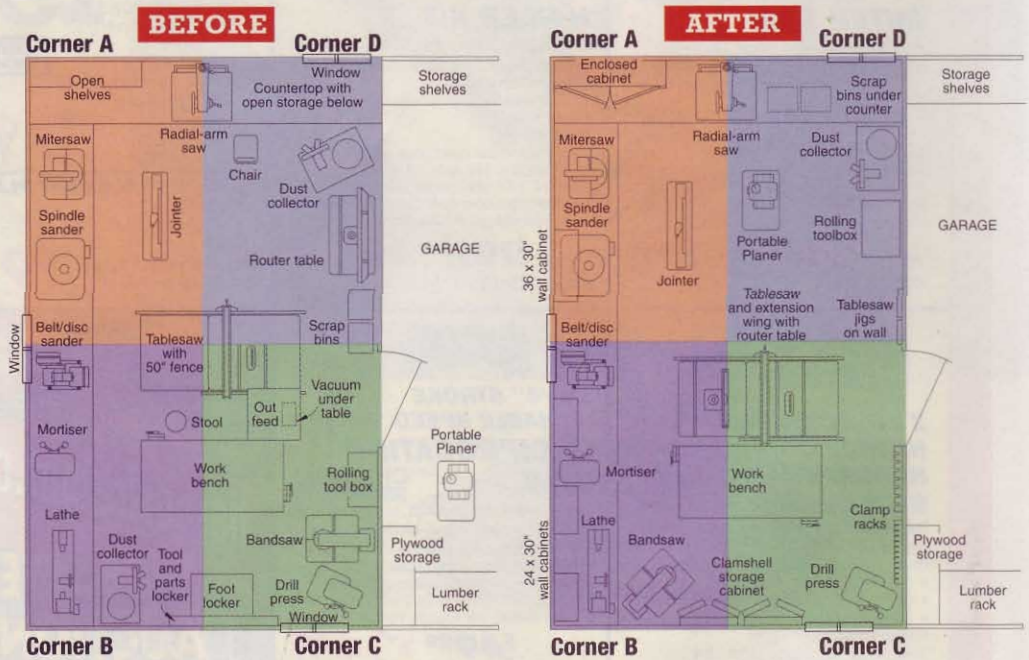 BEFORE
Corner A
Corner D
Open
shelves
Window
Countertop with
open storage below
Storage
shelves
Radial-arm
saw
Mitersaw
Chair
Spindle
sander
Jointer
Dust
collector
Router table
GARAGE
Window
Belt/disc
sander
Tablesaw
with
50" fence
Scrap
bins
Vacuum
under
table
Out
feed
Stool
Mortiser
Work
bench
Rolling
tool box
Portable
Planer
Lathe
Dust
collector
Tool
and
parts
locker
Foot
locker
Bandsaw
Drill
press
Window
Plywood
storage
Lumber
rack
Corner B
Corner C
AFTER
Corner A
Corner D
Enclosed
cabinet
Scrap
bins under
counter
Storage
shelves
Radial-arm
saw
Mitersaw
Dust
collector
Spindle
sander
Jointer
Portable
Planer
Rolling
toolbox
GARAGE
36 x 30"
wall cabinet
Belt/disc
sander
Tablesaw
and extension
wing with
router table
Tablesaw
jigs
on wall
Mortiser
Work
bench
Clamp
racks
24 x 30"
wall cabinets
Lathe
Bandsaw
Clamshell
storage
cabinet
Drill
press
Plywood
storage
Lumber
rack
Corner B
Corner C